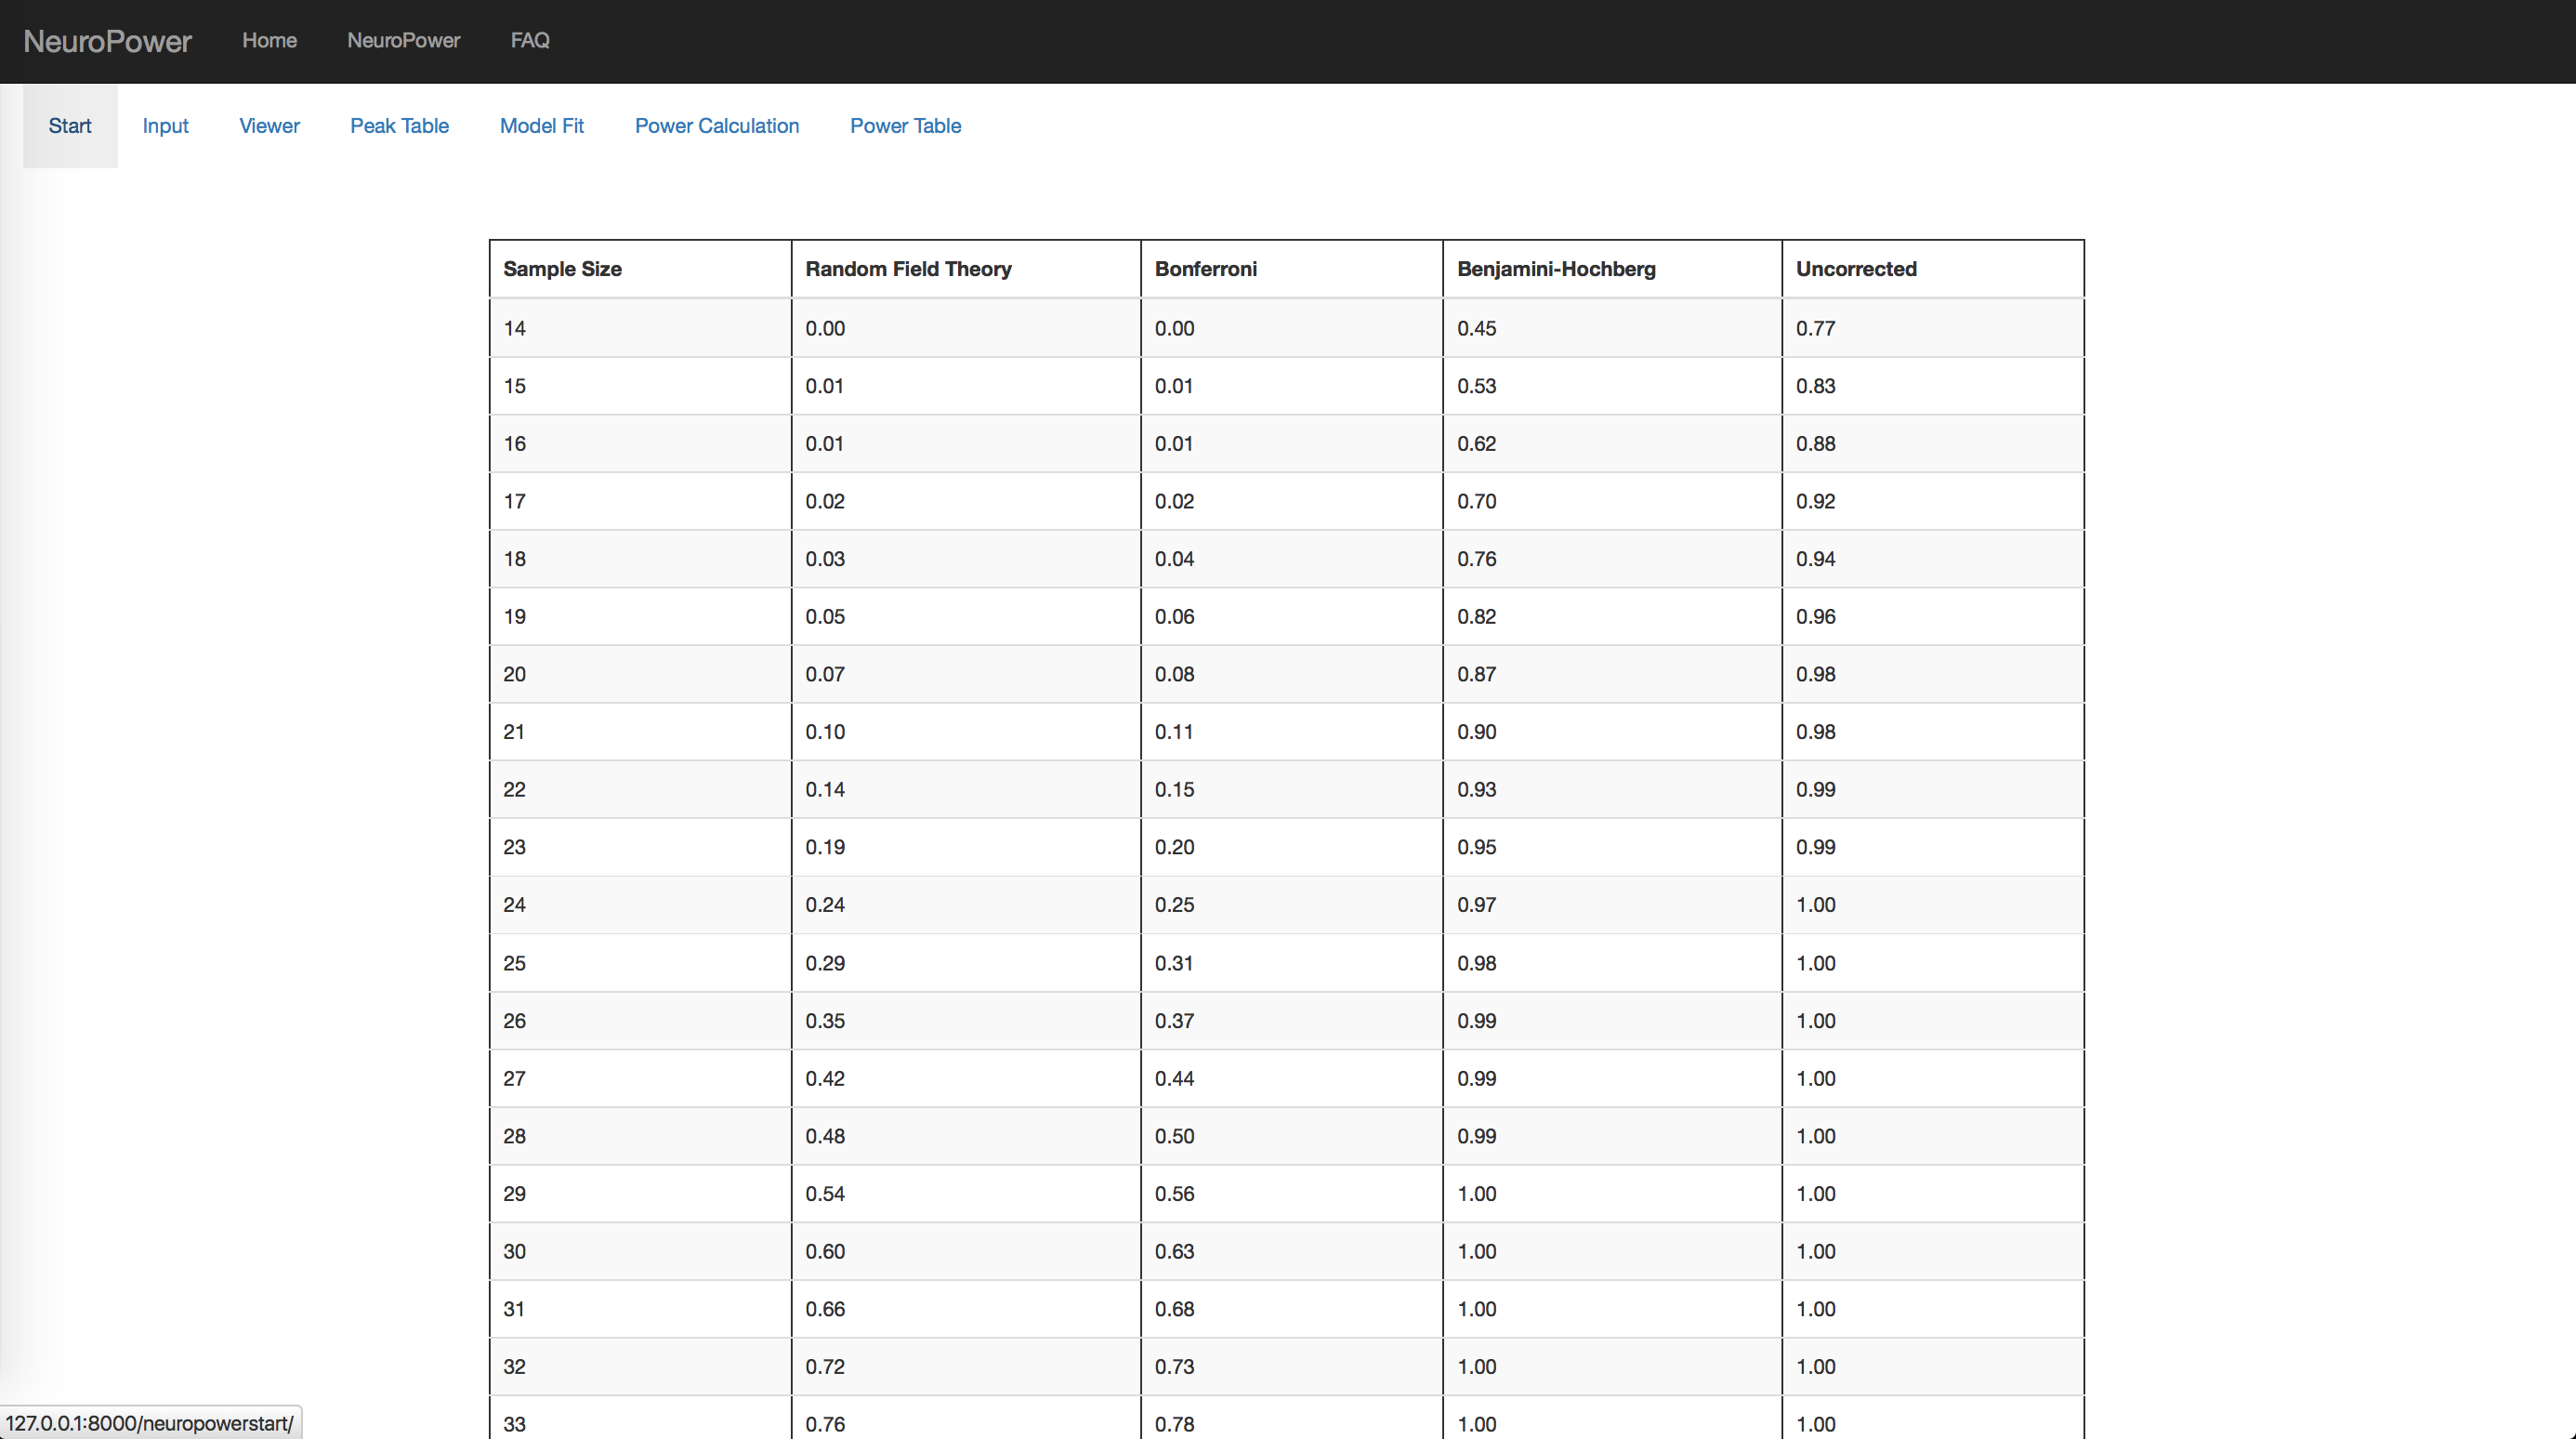 NeuroPower Home NeuroPower FAQ
Start Input Viewer Peak Table Model Fit Power Calculation Power Table
Sample Size Random Field Theory Bonferroni Benjamini-Hochberg Uncorrected
14 0.00 0.00 0.45 0.77
15 0.01 0.01 0.53 0.83
16 0.01 0.01 0.62 0.88
17 0.02 0.02 0.70 0.92
18 0.03 0.04 0.76 0.94
19 0.05 0.06 0.82 0.96
20 0.07 0.08 0.87 0.98
21 0.10 0.11 0.90 0.98
22 0.14 0.15 0.93 0.99
23 0.19 0.20 0.95 0.99
24 0.24 0.25 0.97 1.00
25 0.29 0.31 0.98 1.00
26 0.35 0.37 0.99 1.00
27 0.42 0.44 0.99 1.00
28 0.48 0.50 0.99 1.00
29 0.54 0.56 1.00 1.00
30 0.60 0.63 1.00 1.00
31 0.66 0.68 1.00 1.00
32 0.72 0.73 1.00 1.00
33 0.76 0.78 1.00 1.00
127.0.0.1:8000/neuropowerstart/